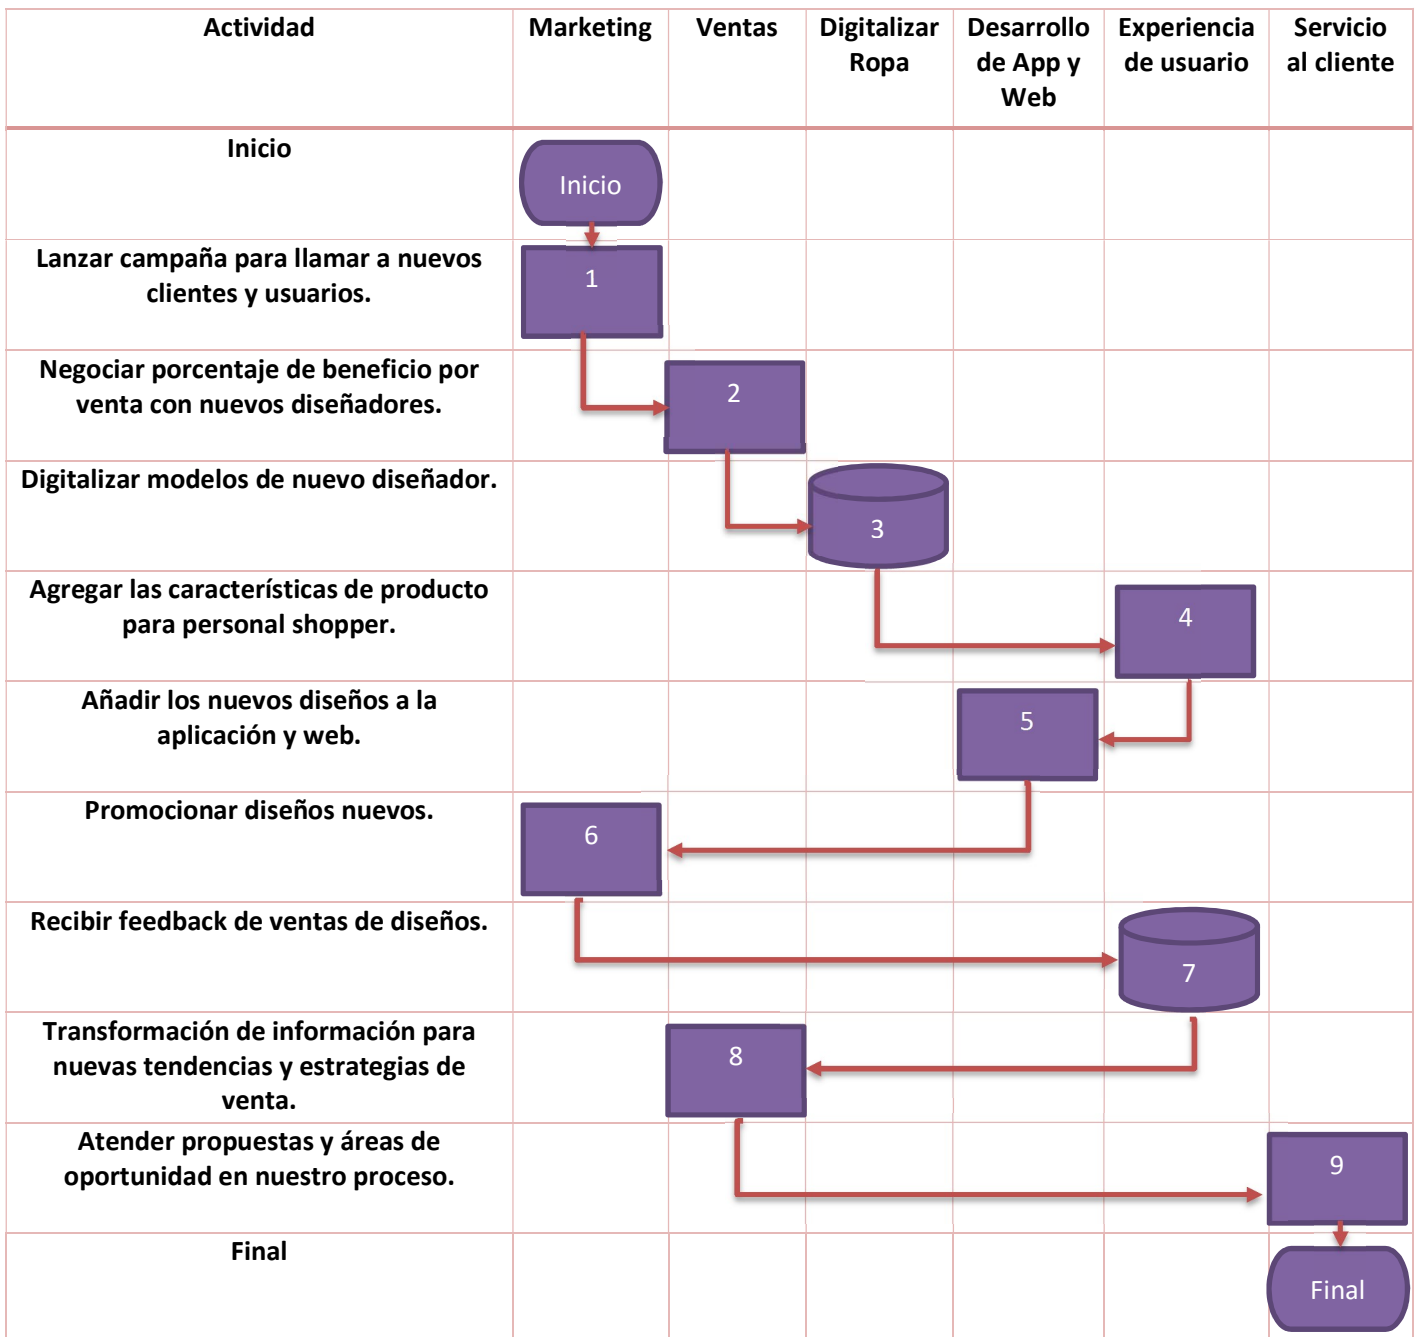 Actividad
Marketing
Ventas
Digitalizar
Ropa
Desarrollo
de App y
Web
Experiencia
de usuario
Servicio
al cliente
Inicio
Inicio
Lanzar campaña para llamar a nuevos
clientes y usuarios.
1
Negociar porcentaje de beneficio por
venta con nuevos diseñadores.
2
Digitalizar modelos de nuevo diseñador.
3
Agregar las características de producto
para personal shopper.
4
Añadir los nuevos diseños a la
aplicación y web.
5
Promocionar diseños nuevos.
6
Recibir feedback de ventas de diseños.
7
Transformación de información para
nuevas tendencias y estrategias de
venta.
8
Atender propuestas y áreas de
oportunidad en nuestro proceso.
9
Final
Final